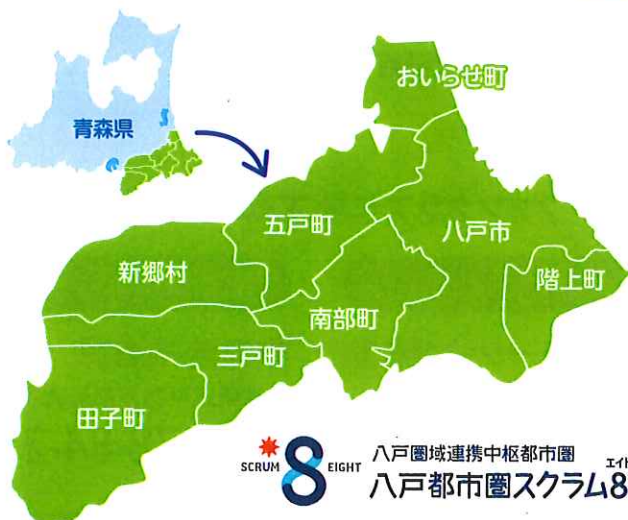 おいらせ町
青森県
五戸町
八戸市
新郷村
階上町
南部町
三戸町
田子町
SCRUM 8 EIGHT
八戸圏域連携中枢都市圏
エイト
八戸都市圏スクラム8